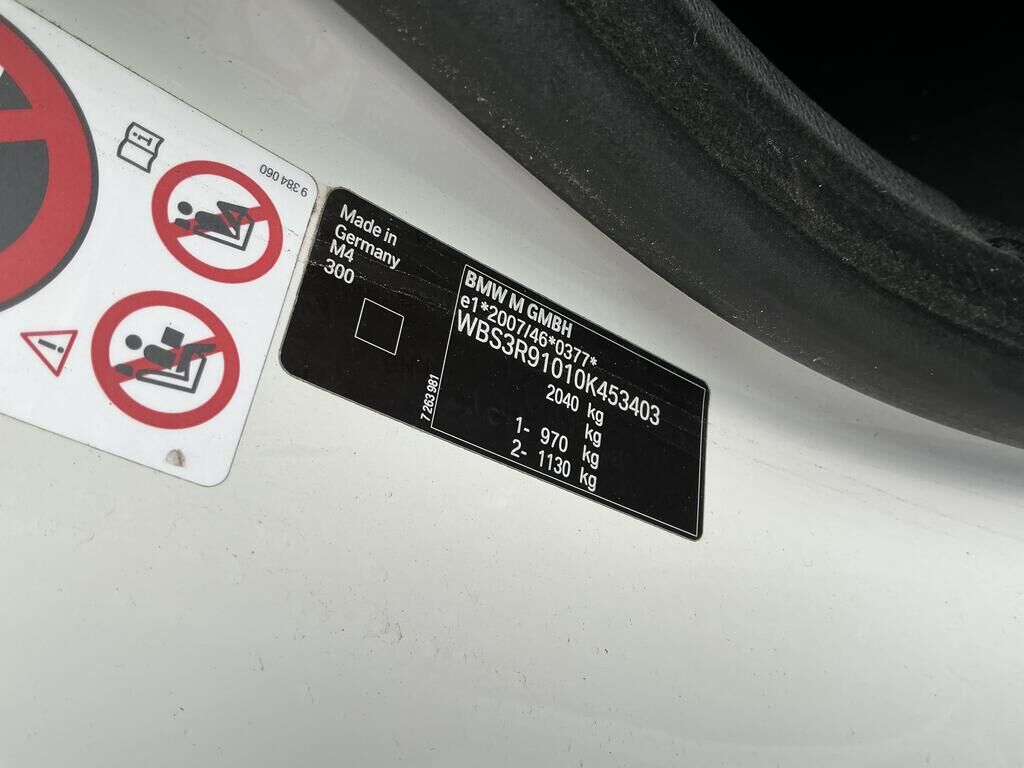 9 384 060
Made in
Germany
M4
300
7 263 981
BMW M GMBH
e1*2007/46*0377*
WBS3R91010K453403
2040 kg
kg
1- 970 kg
2- 1130 kg